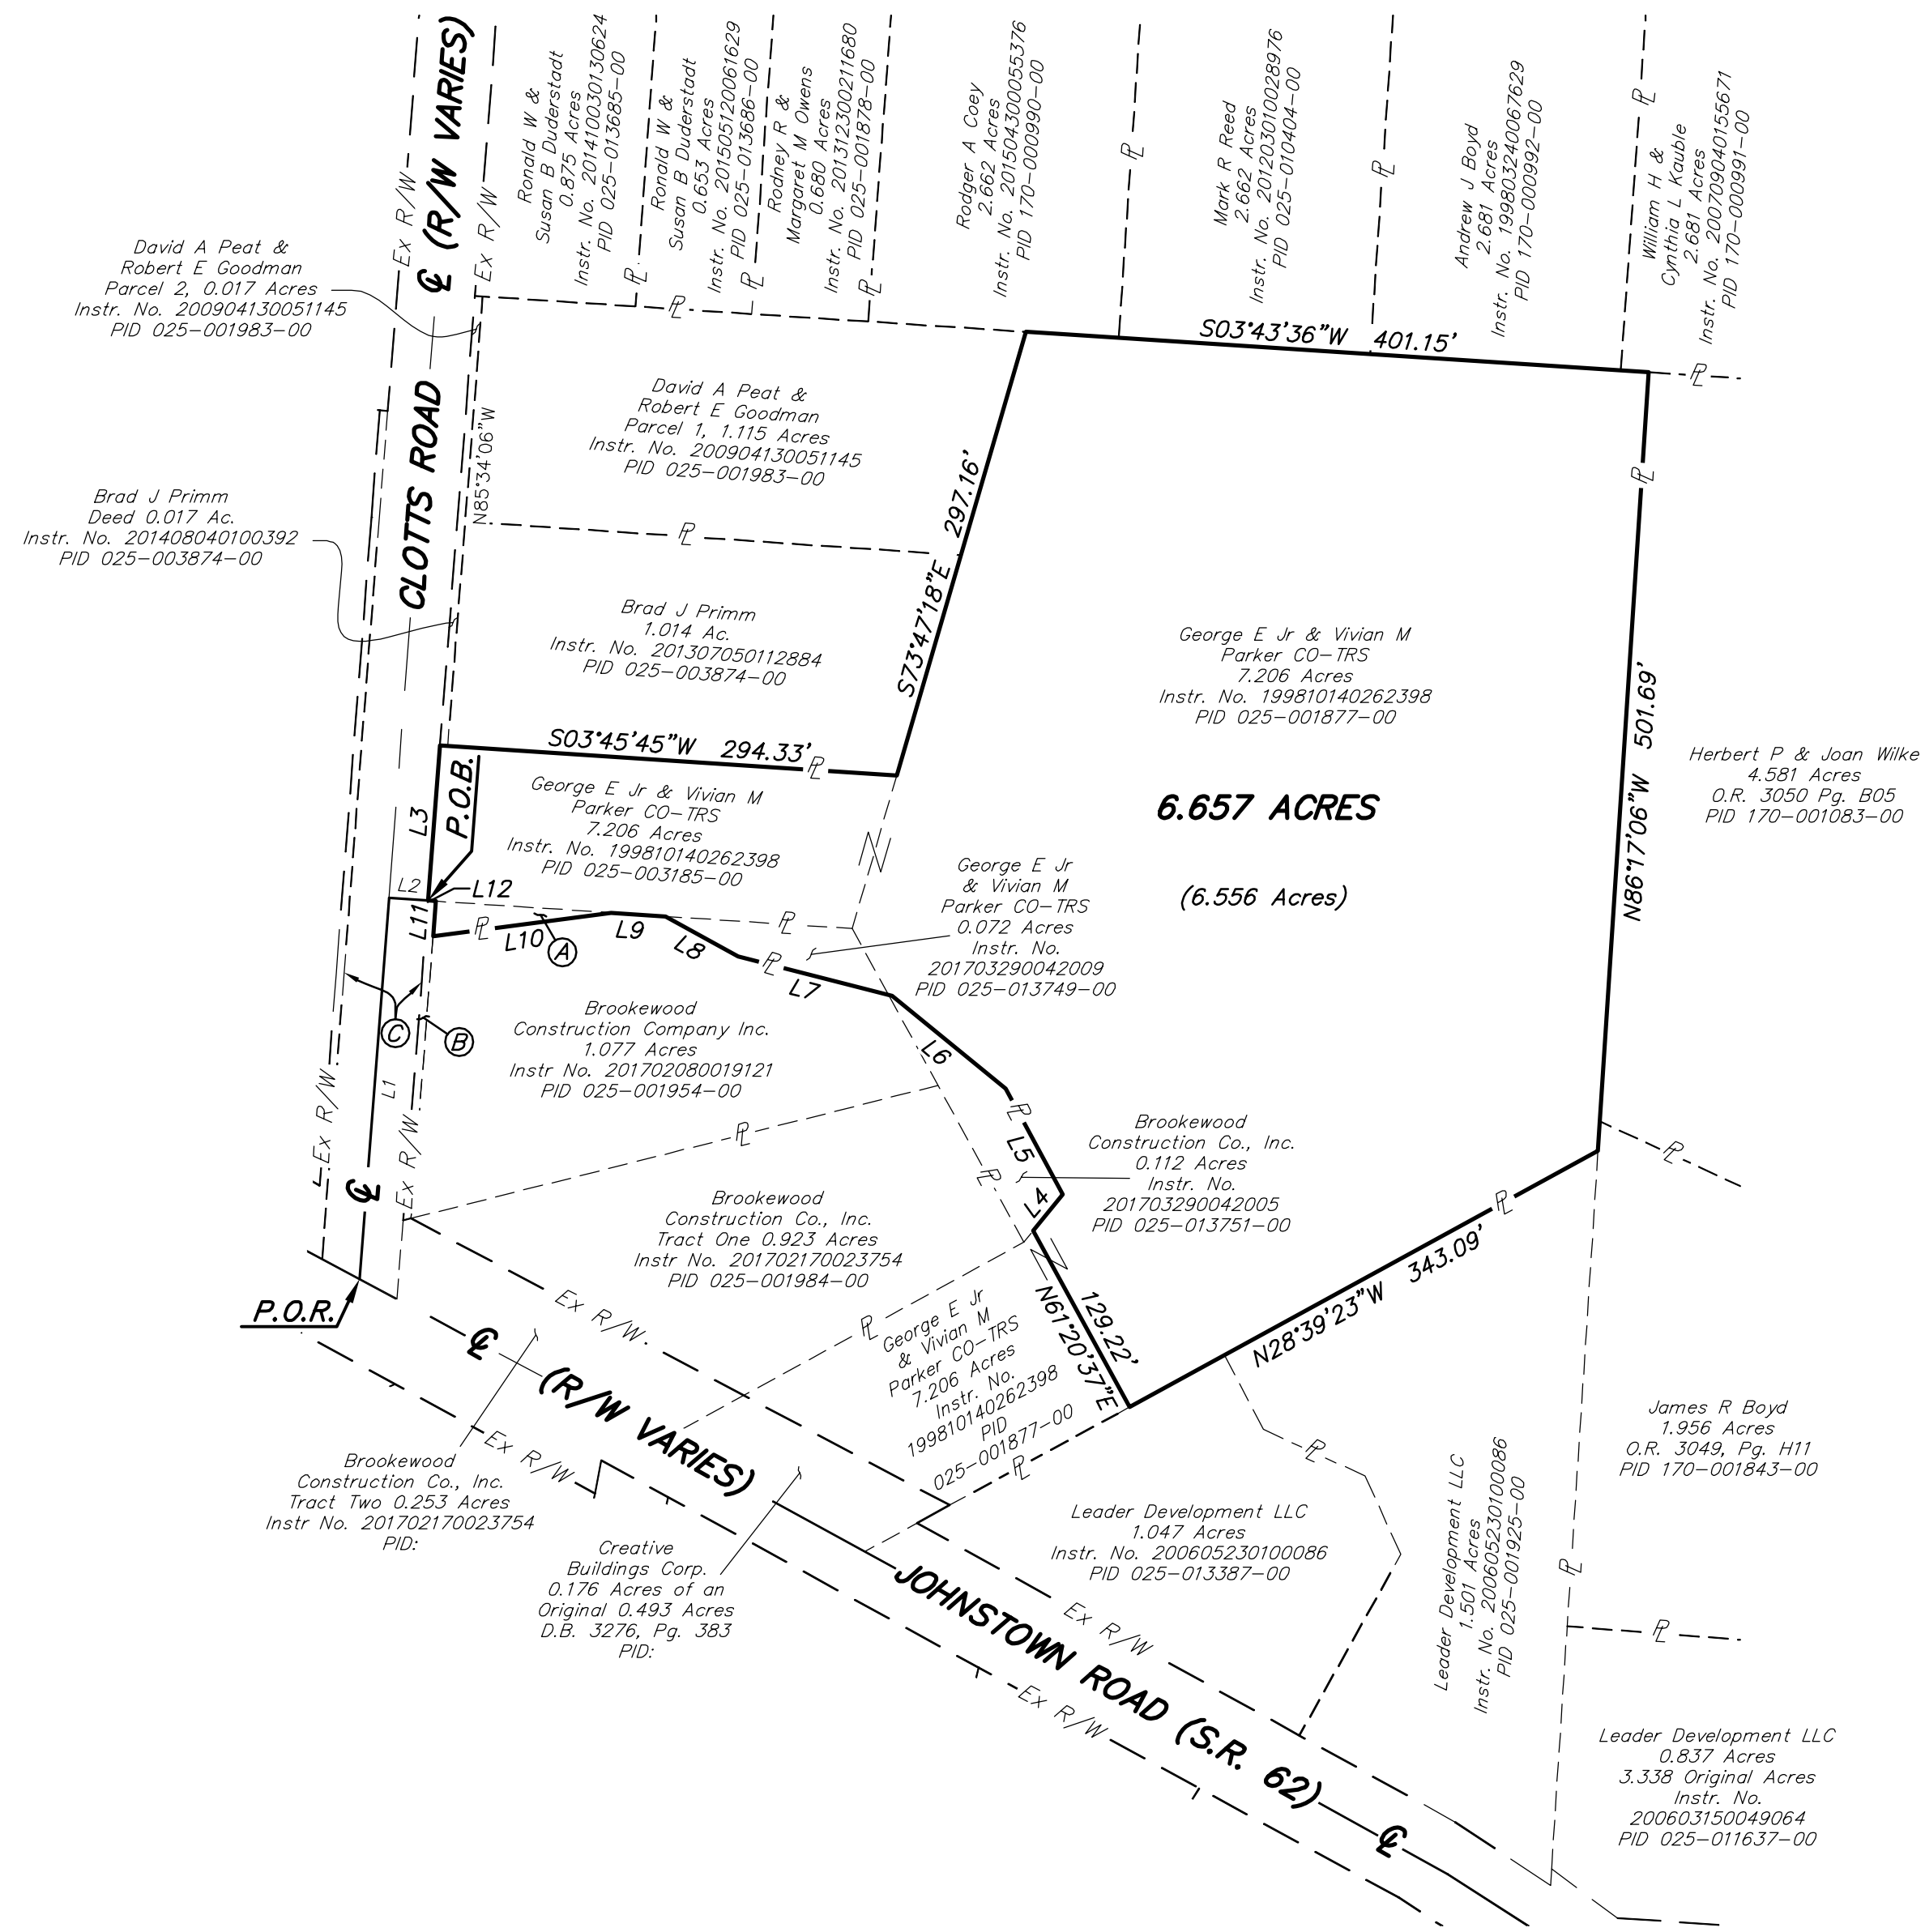 ℄ (R/W VARIES)
CLOTTS ROAD
Ex R/W
Ex R/W
Ronald W &
Susan B Duderstadt
0.875 Acres
Instr. No. 201410030130624
PID 025-013685-00
Ronald W &
Susan B Duderstadt
0.653 Acres
Instr. No. 201505120061629
PID 025-013686-00
Rodney R &
Margaret M Owens
0.680 Acres
Instr. No. 201312300211680
PID 025-001878-00
Rodger A Coey
2.662 Acres
Instr. No. 201504300055376
PID 170-000990-00
Mark R Reed
2.662 Acres
Instr. No. 201203010028976
PID 025-010404-00
Andrew J Boyd
2.681 Acres
Instr. No. 199803240067629
PID 170-000992-00
William H &
Cynthia L Kauble
2.681 Acres
Instr. No. 200709040155671
PID 170-000991-00
David A Peat &
Robert E Goodman
Parcel 2, 0.017 Acres
Instr. No. 200904130051145
PID 025-001983-00
S03°43'36"W 401.15'
David A Peat &
Robert E Goodman
Parcel 1, 1.115 Acres
Instr. No. 200904130051145
PID 025-001983-00
N85°34'06"W
Brad J Primm
Deed 0.017 Ac.
Instr. No. 201408040100392
PID 025-003874-00
S73°47'18"E 297.16'
Brad J Primm
1.014 Ac.
Instr. No. 201307050112884
PID 025-003874-00
George E Jr & Vivian M
Parker CO-TRS
7.206 Acres
Instr. No. 199810140262398
PID 025-001877-00
N86°17'06"W 501.69'
S03°45'45"W 294.33'
Herbert P & Joan Wilke
4.581 Acres
O.R. 3050 Pg. B05
PID 170-001083-00
6.657 ACRES
(6.556 Acres)
P.O.B.
L3
George E Jr & Vivian M
Parker CO-TRS
7.206 Acres
Instr. No. 199810140262398
PID 025-003185-00
L2
L12
L11
L10
A
L9
L8
L7
George E Jr
& Vivian M
Parker CO-TRS
0.072 Acres
Instr. No.
201703290042009
PID 025-013749-00
Brookewood
Construction Company Inc.
1.077 Acres
Instr No. 201702080019121
PID 025-001954-00
C
B
L1
L6
L5
L4
Ex R/W
Ex R/W
℄
Brookewood
Construction Co., Inc.
0.112 Acres
Instr. No.
201703290042005
PID 025-013751-00
Brookewood
Construction Co., Inc.
Tract One 0.923 Acres
Instr No. 201702170023754
PID 025-001984-00
N28°39'23"W 343.09'
P.O.R.
Ex R/W
129.22'
N61°20'37"E
George E Jr
& Vivian M
Parker CO-TRS
7.206 Acres
Instr. No.
199810140262398
PID
025-001877-00
℄ (R/W VARIES)
Ex R/W
Brookewood
Construction Co., Inc.
Tract Two 0.253 Acres
Instr No. 201702170023754
PID:
Creative
Buildings Corp.
0.176 Acres of an
Original 0.493 Acres
D.B. 3276, Pg. 383
PID:
Leader Development LLC
1.047 Acres
Instr. No. 200605230100086
PID 025-013387-00
Leader Development LLC
1.501 Acres
Instr. No. 200605230100086
PID 025-001925-00
James R Boyd
1.956 Acres
O.R. 3049, Pg. H11
PID 170-001843-00
JOHNSTOWN ROAD (S.R. 62) ℄
Ex R/W
Ex R/W
Leader Development LLC
0.837 Acres
3.338 Original Acres
Instr. No.
200603150049064
PID 025-011637-00